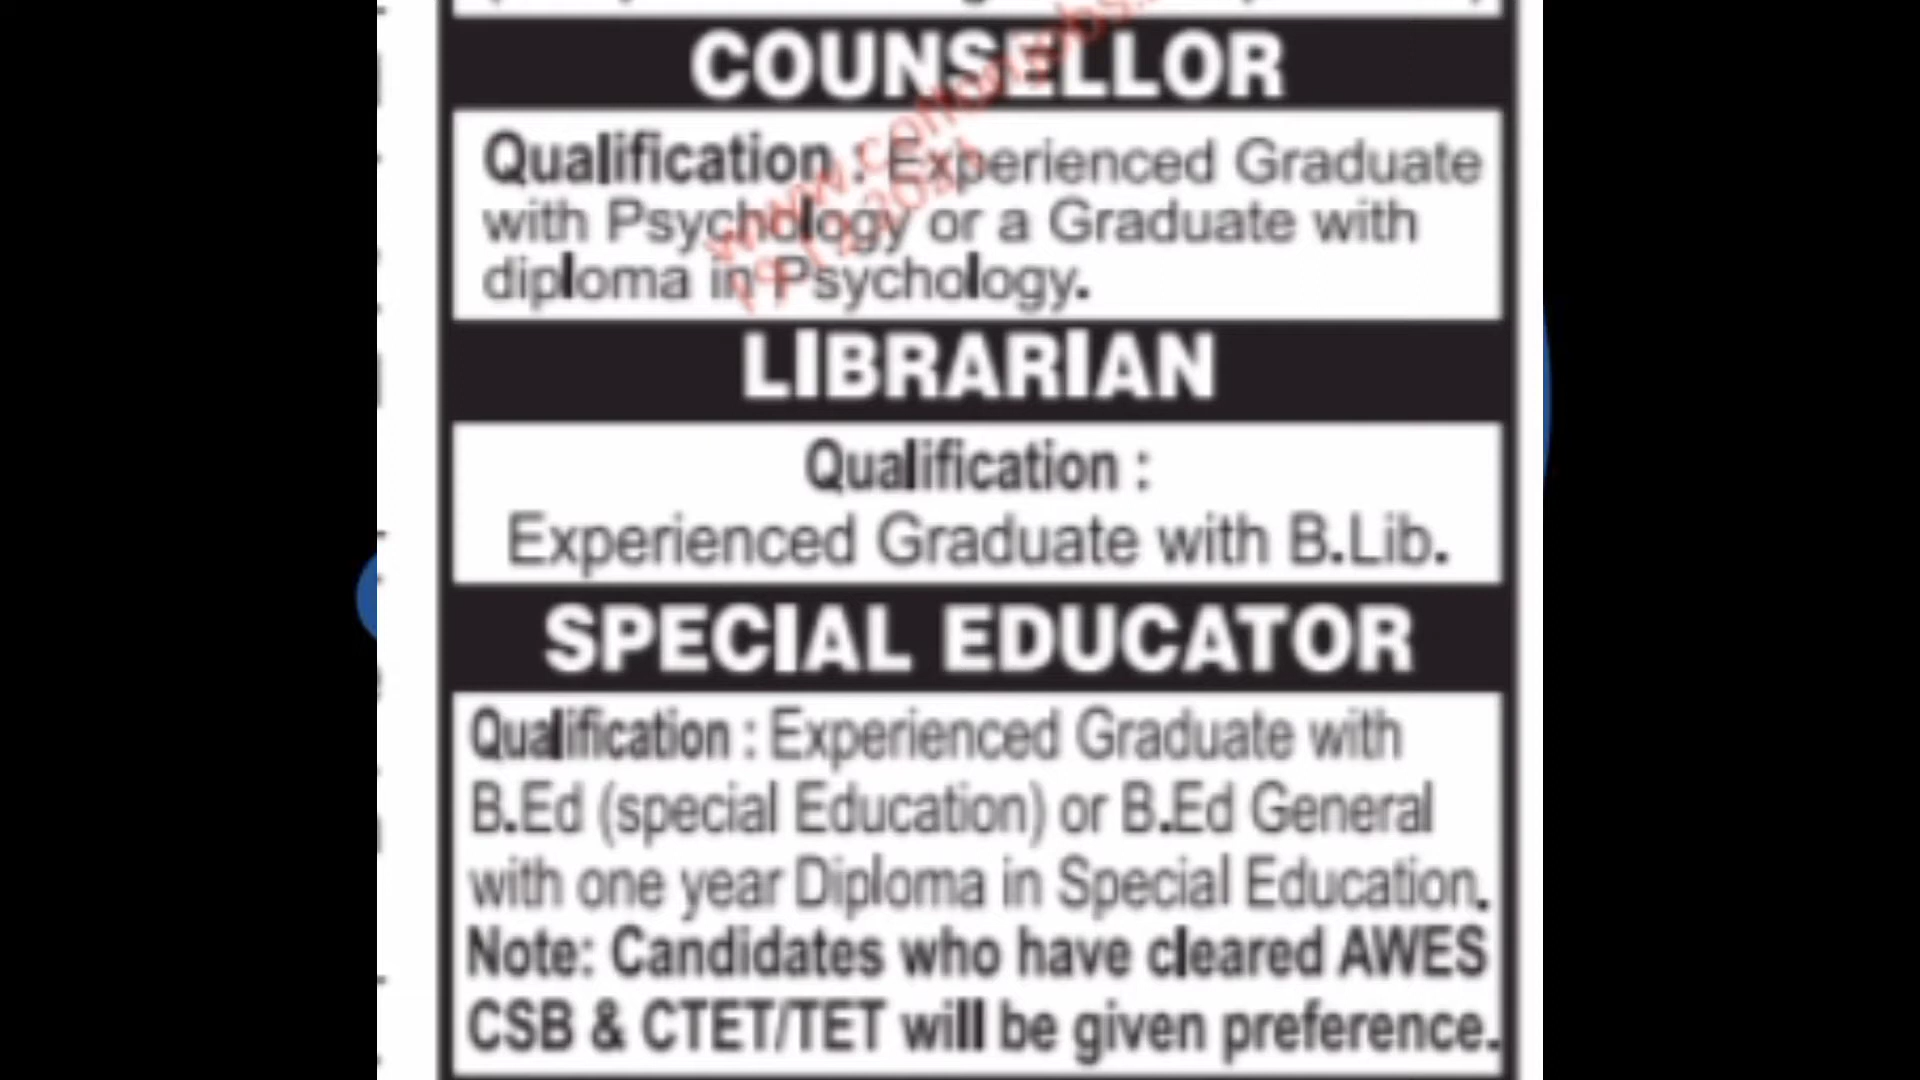 COUNSELLOR
Qualification : Experienced Graduate
with Psychology or a Graduate with
diploma in Psychology.
LIBRARIAN
Qualification :
Experienced Graduate with B.Lib.
SPECIAL EDUCATOR
Qualification : Experienced Graduate with
B.Ed (special Education) or B.Ed General
with one year Diploma in Special Education.
Note: Candidates who have cleared AWES
CSB & CTET/TET will be given preference.